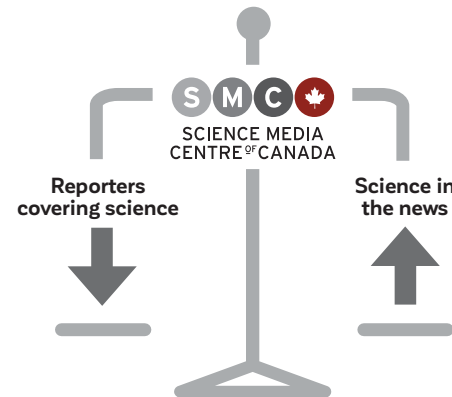 SMC
SCIENCE MEDIA
CENTRE OF CANADA
Reporters
covering science
Science in
the news